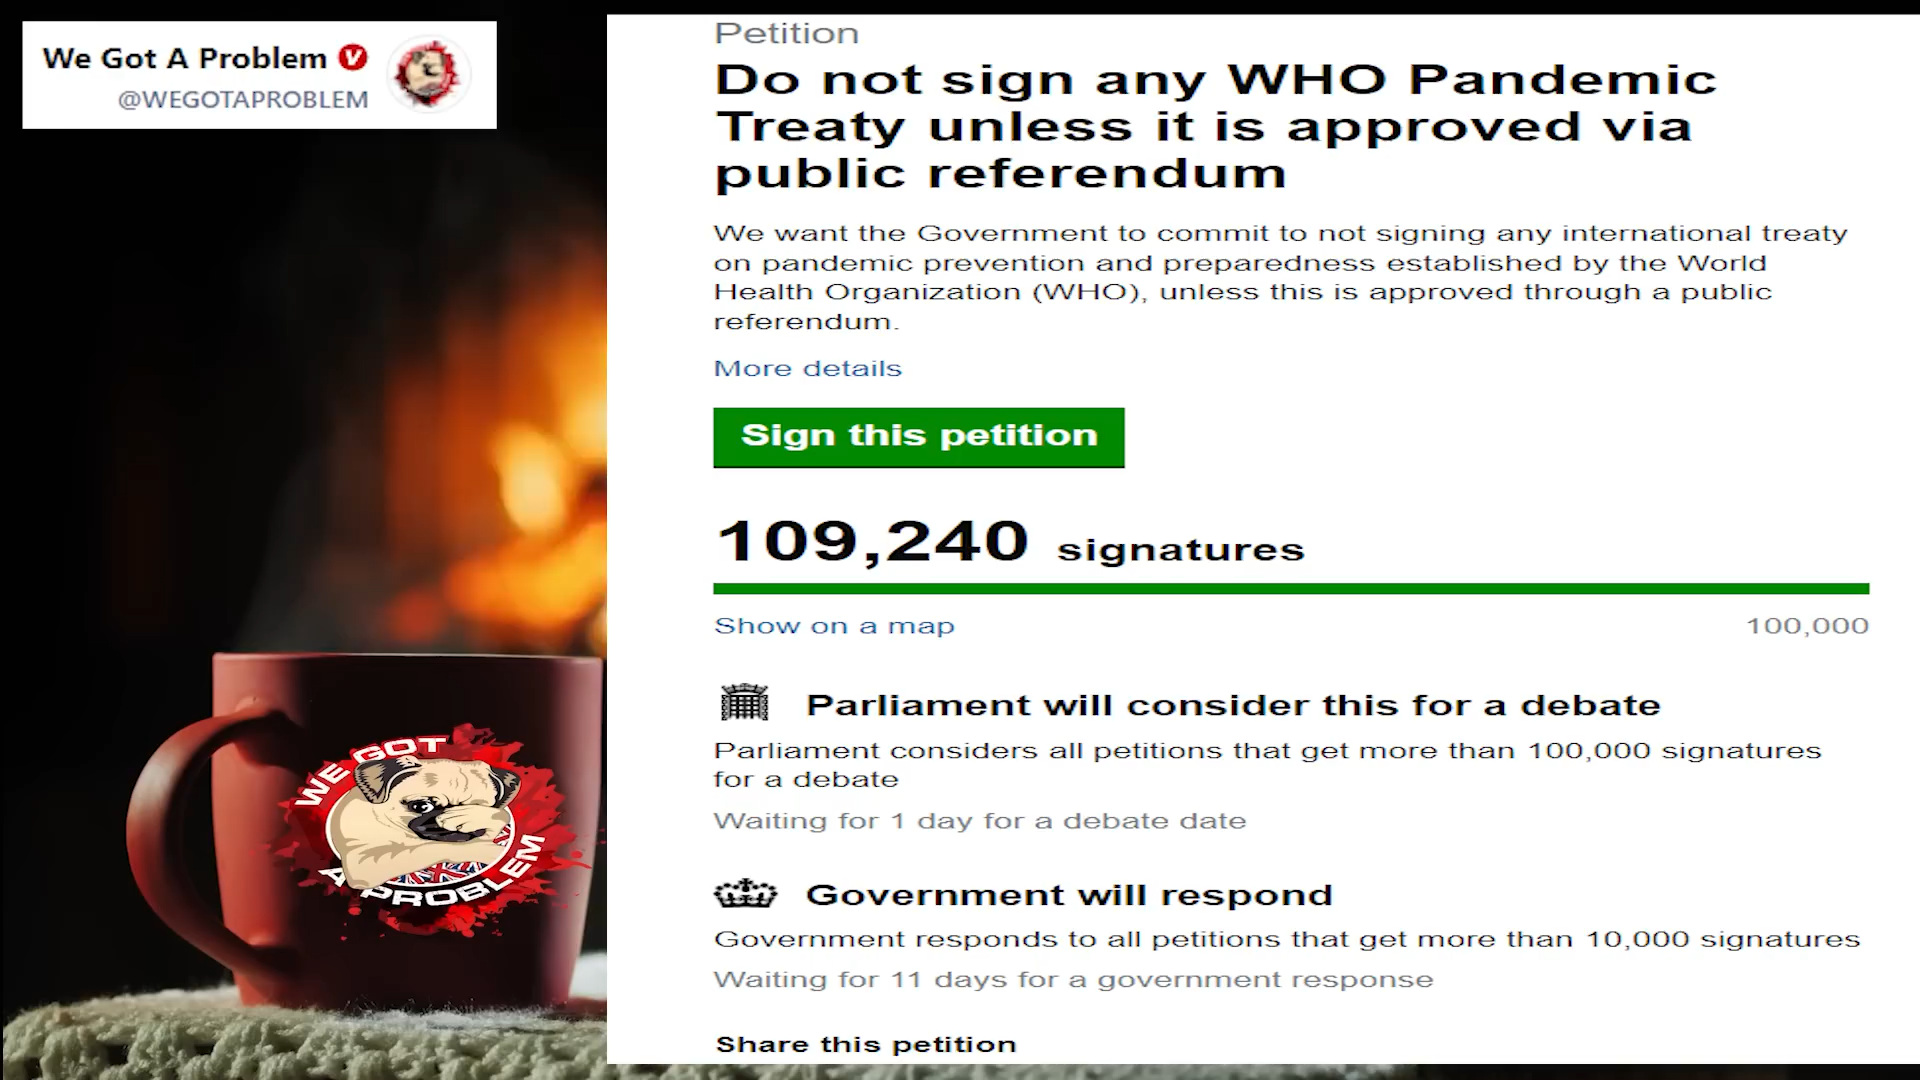 We Got A Problem
@WEGOTAPROBLEM
Petition
Do not sign any WHO Pandemic
Treaty unless it is approved via
public referendum
We want the Government to commit to not signing any international treaty
on pandemic prevention and preparedness established by the World
Health Organization (WHO), unless this is approved through a public
referendum.
More details
Sign this petition
109,240 signatures
Show on a map 100,000
Parliament will consider this for a debate
Parliament considers all petitions that get more than 100,000 signatures
for a debate
Waiting for 1 day for a debate date
Government will respond
Government responds to all petitions that get more than 10,000 signatures
Waiting for 11 days for a government response
Share this petition
WE GOT
A PROBLEM